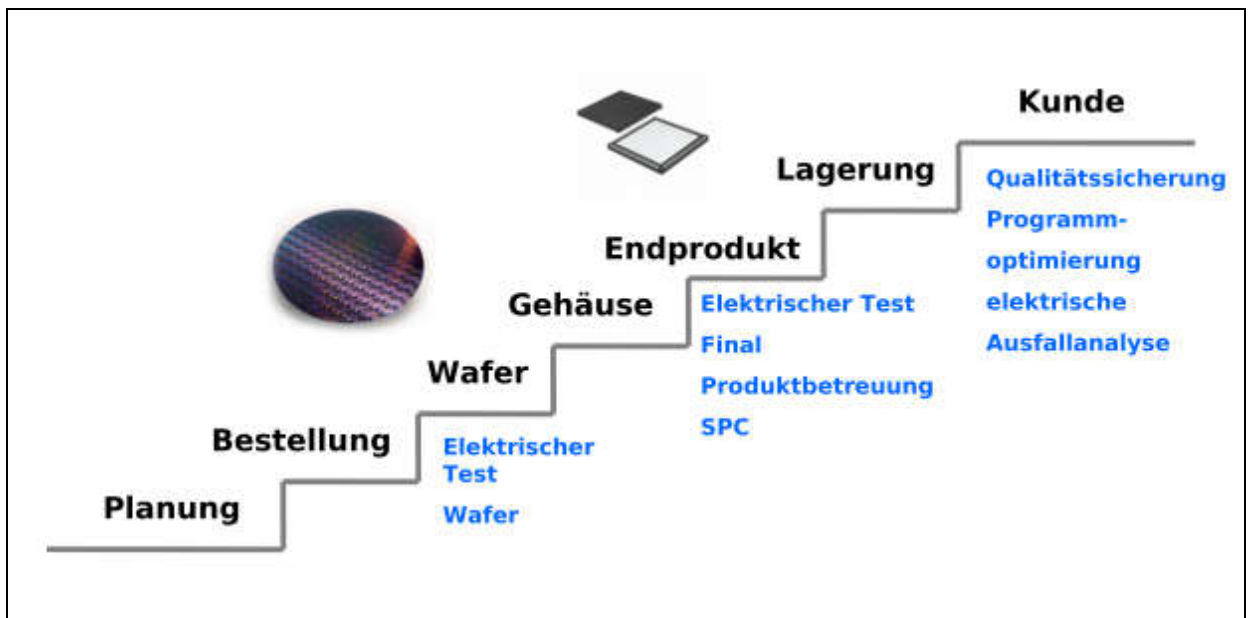 Kunde
Lagerung
Qualitätssicherung
Programm-
optimierung
elektrische
Ausfallanalyse
Endprodukt
Elektrischer Test
Final
Produktbetreuung
SPC
Gehäuse
Wafer
Elektrischer
Test
Wafer
Bestellung
Planung